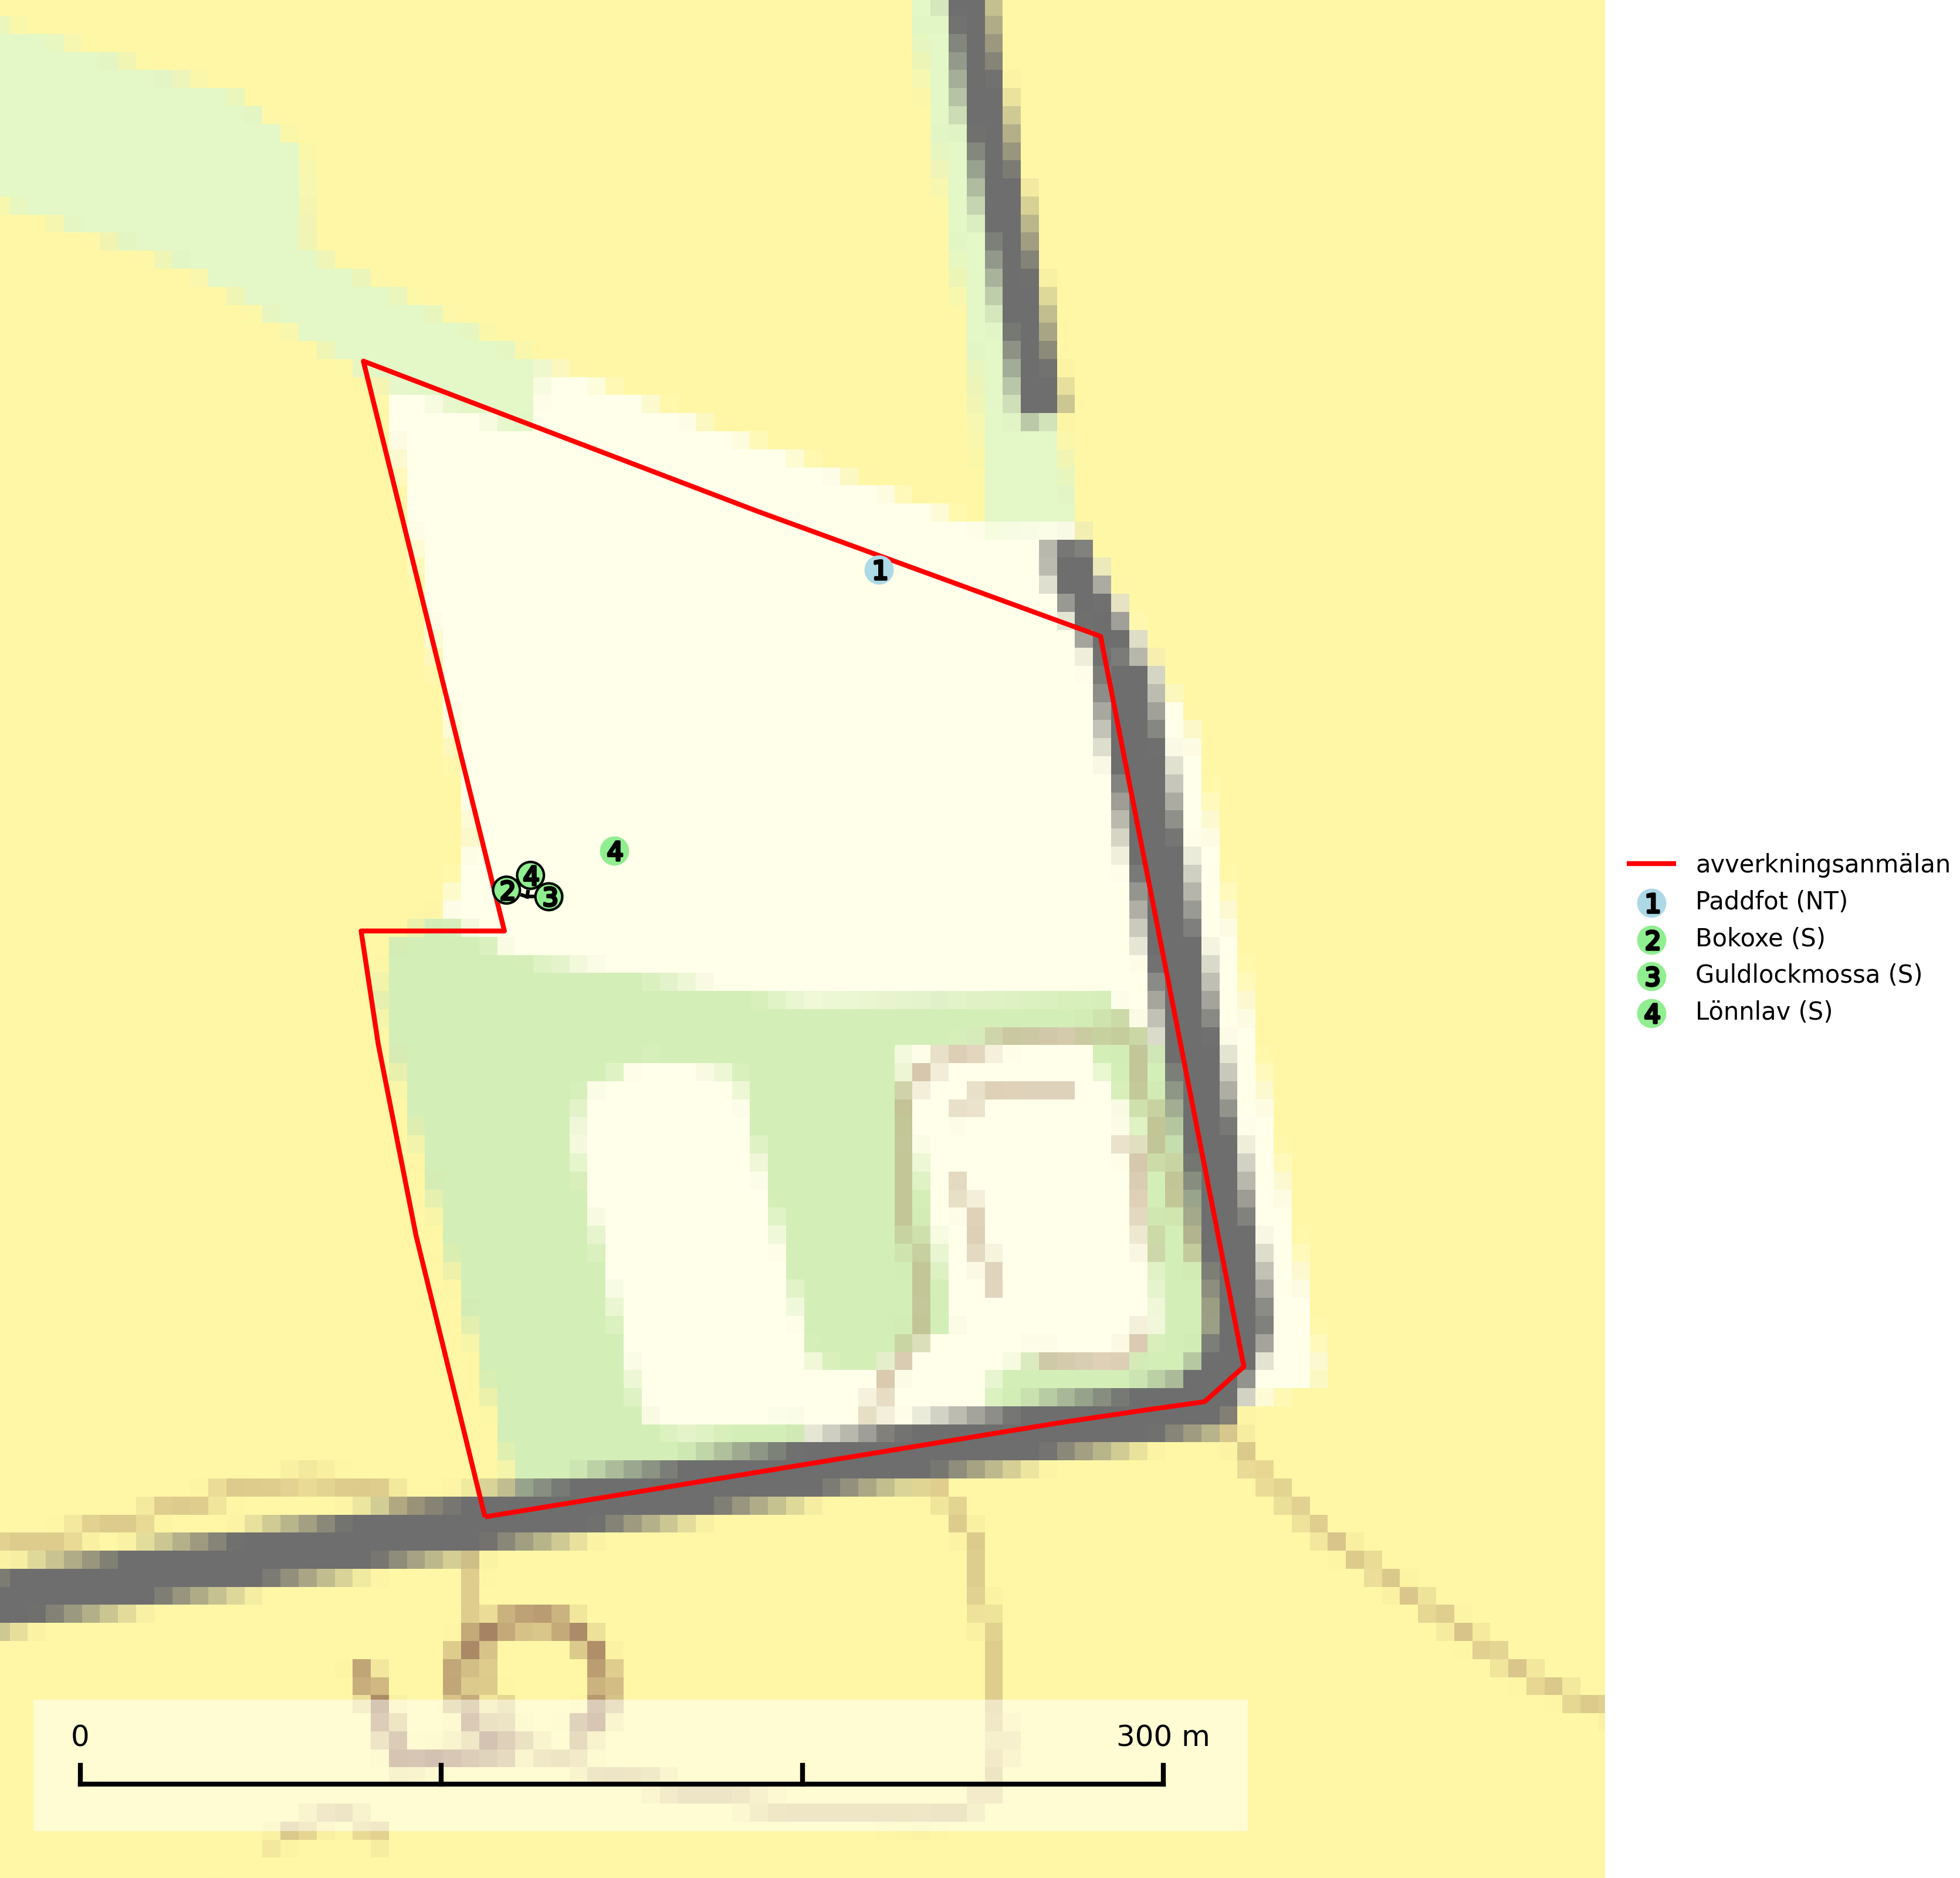 1
4
4
2
3
avverkningsanmälan
1 Paddfot (NT)
2 Bokoxe (S)
3 Guldlockmossa (S)
4 Lönnlav (S)
0 300 m